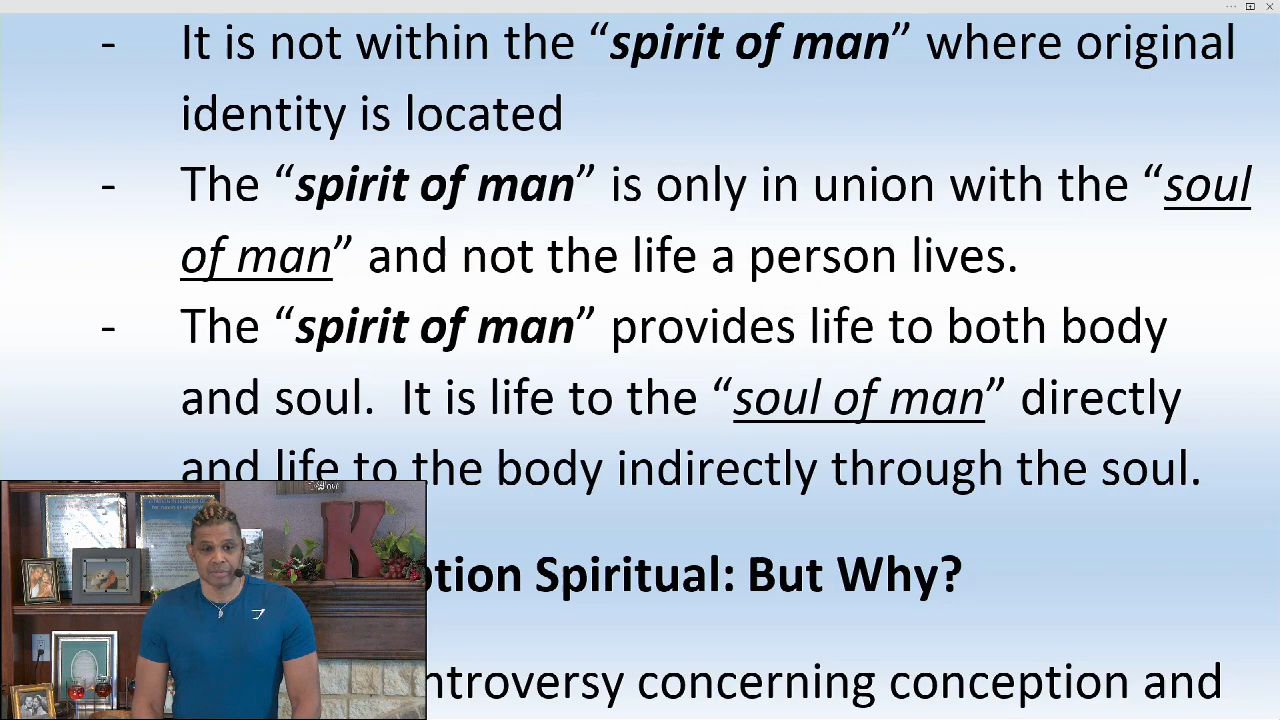 - It is not within the “spirit of man” where original
identity is located
- The “spirit of man” is only in union with the “soul
of man” and not the life a person lives.
- The “spirit of man” provides life to both body
and soul. It is life to the “soul of man” directly
and life to the body indirectly through the soul.
ption Spiritual: But Why?
ntroversy concerning conception and
K